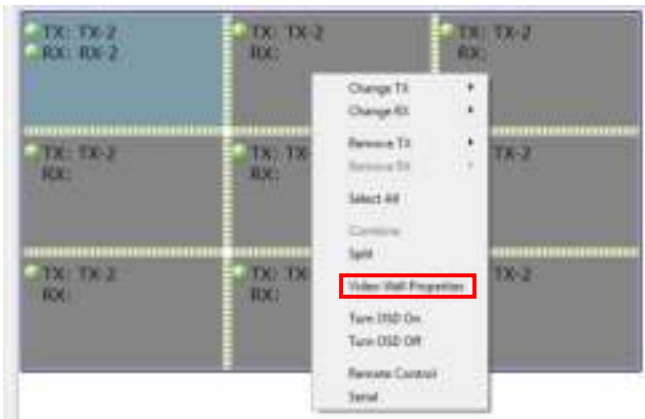 TX: TX-2
RX: RX-2
TX: TX-2
RX:
TX: TX-2
RX:
TX: TX-2
RX:
TX: TX
TX-2
TX: TX-2
RX:
TX: TX
RX:
TX-2
Change TX
Change RX
Remove TX
Remove RX
Select All
Combine
Split
Video Wall Properties
Turn OSD On
Turn OSD Off
Remote Control
Serial